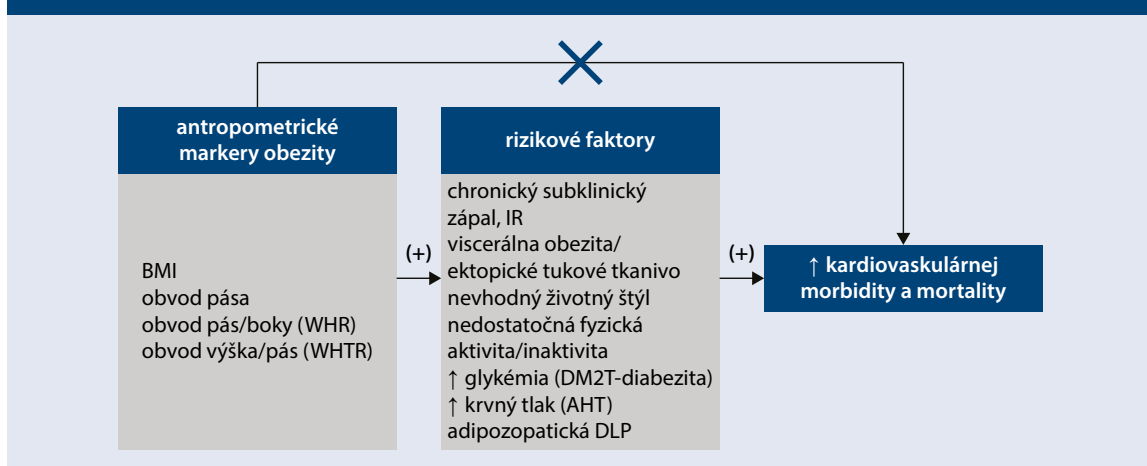 antropometrické
markery obezity
BMI
obvod pása
obvod pás/boky (WHR)
obvod výška/pás (WHTR)
(+)
rizikové faktory
chronický subklinický
zápal, IR
viscerálna obezita/
ektopické tukové tkanivo
nevhodný životný štýl
nedostatočná fyzická
aktivita/inaktivita
↑ glykémia (DM2T-diabezita)
↑ krvný tlak (AHT)
adipozopatická DLP
(+)
↑ kardiovaskulárnej
morbidity a mortality